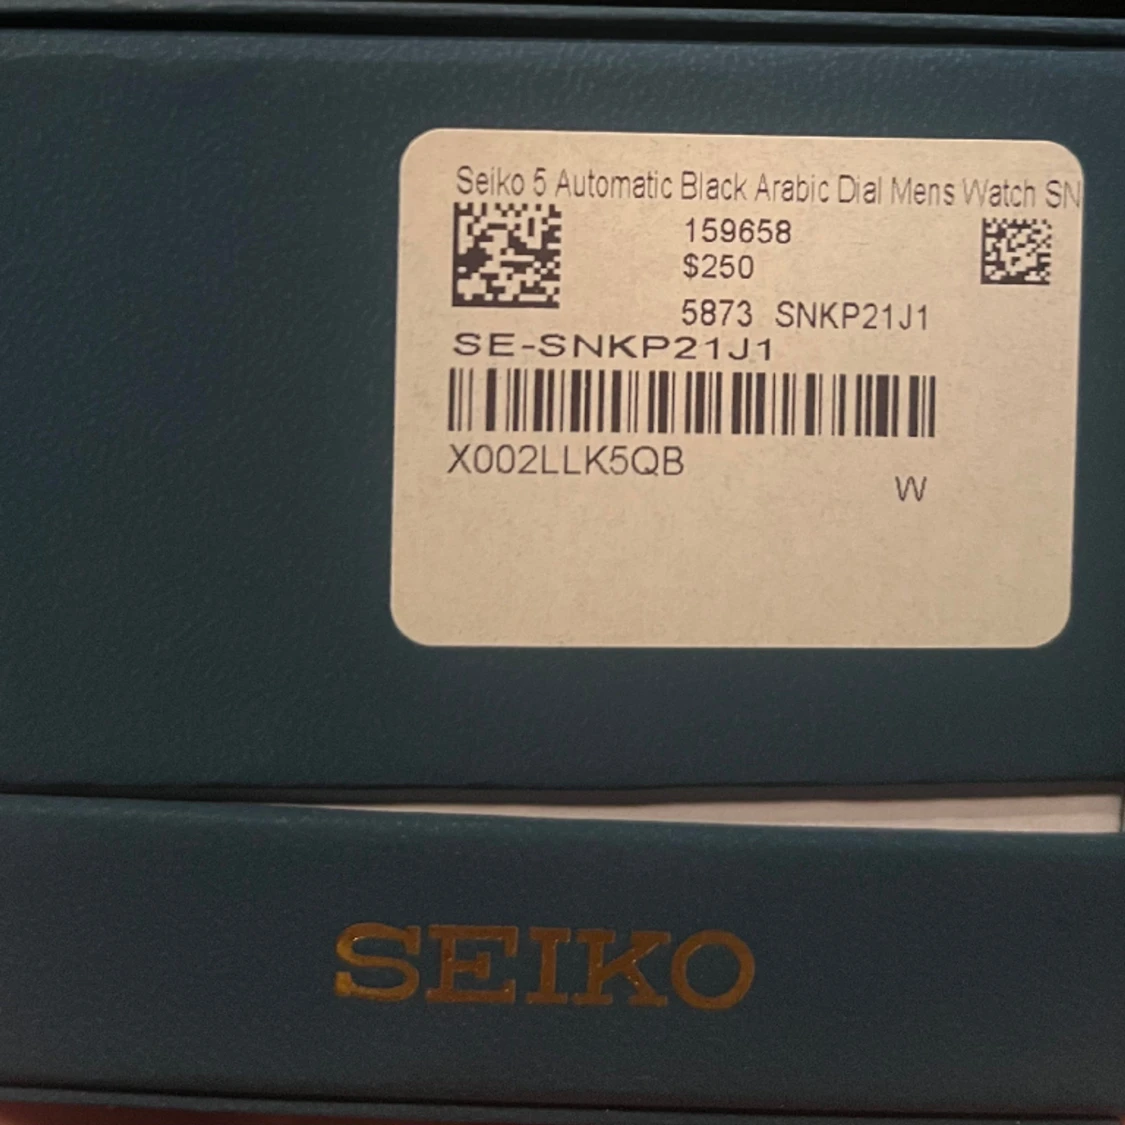 Seiko 5 Automatic Black Arabic Dial Mens Watch SN
159658
$250
5873 SNKP21J1
SE-SNKP21J1
X002LLK5QB
W
SEIKO